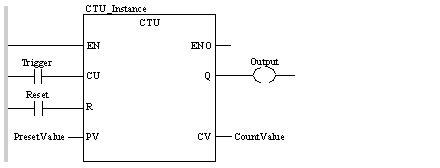 CTU_Instance
CTU
EN ENO
Trigger Output
CU Q
Reset
R
PresetValue PV CV CountValue